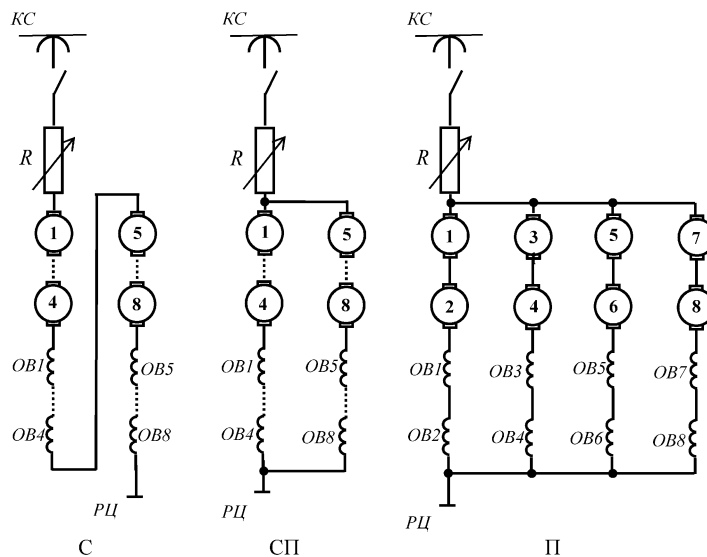 КС КС КС
R R R
1 5 1 5 1 3 5 7
4 8 4 8 2 4 6 8
ОВ1 ОВ5 ОВ1 ОВ5 ОВ1 ОВ3 ОВ5 ОВ7
ОВ4 ОВ8 ОВ4 ОВ8 ОВ2 ОВ4 ОВ6 ОВ8
РЦ РЦ РЦ
С СП П